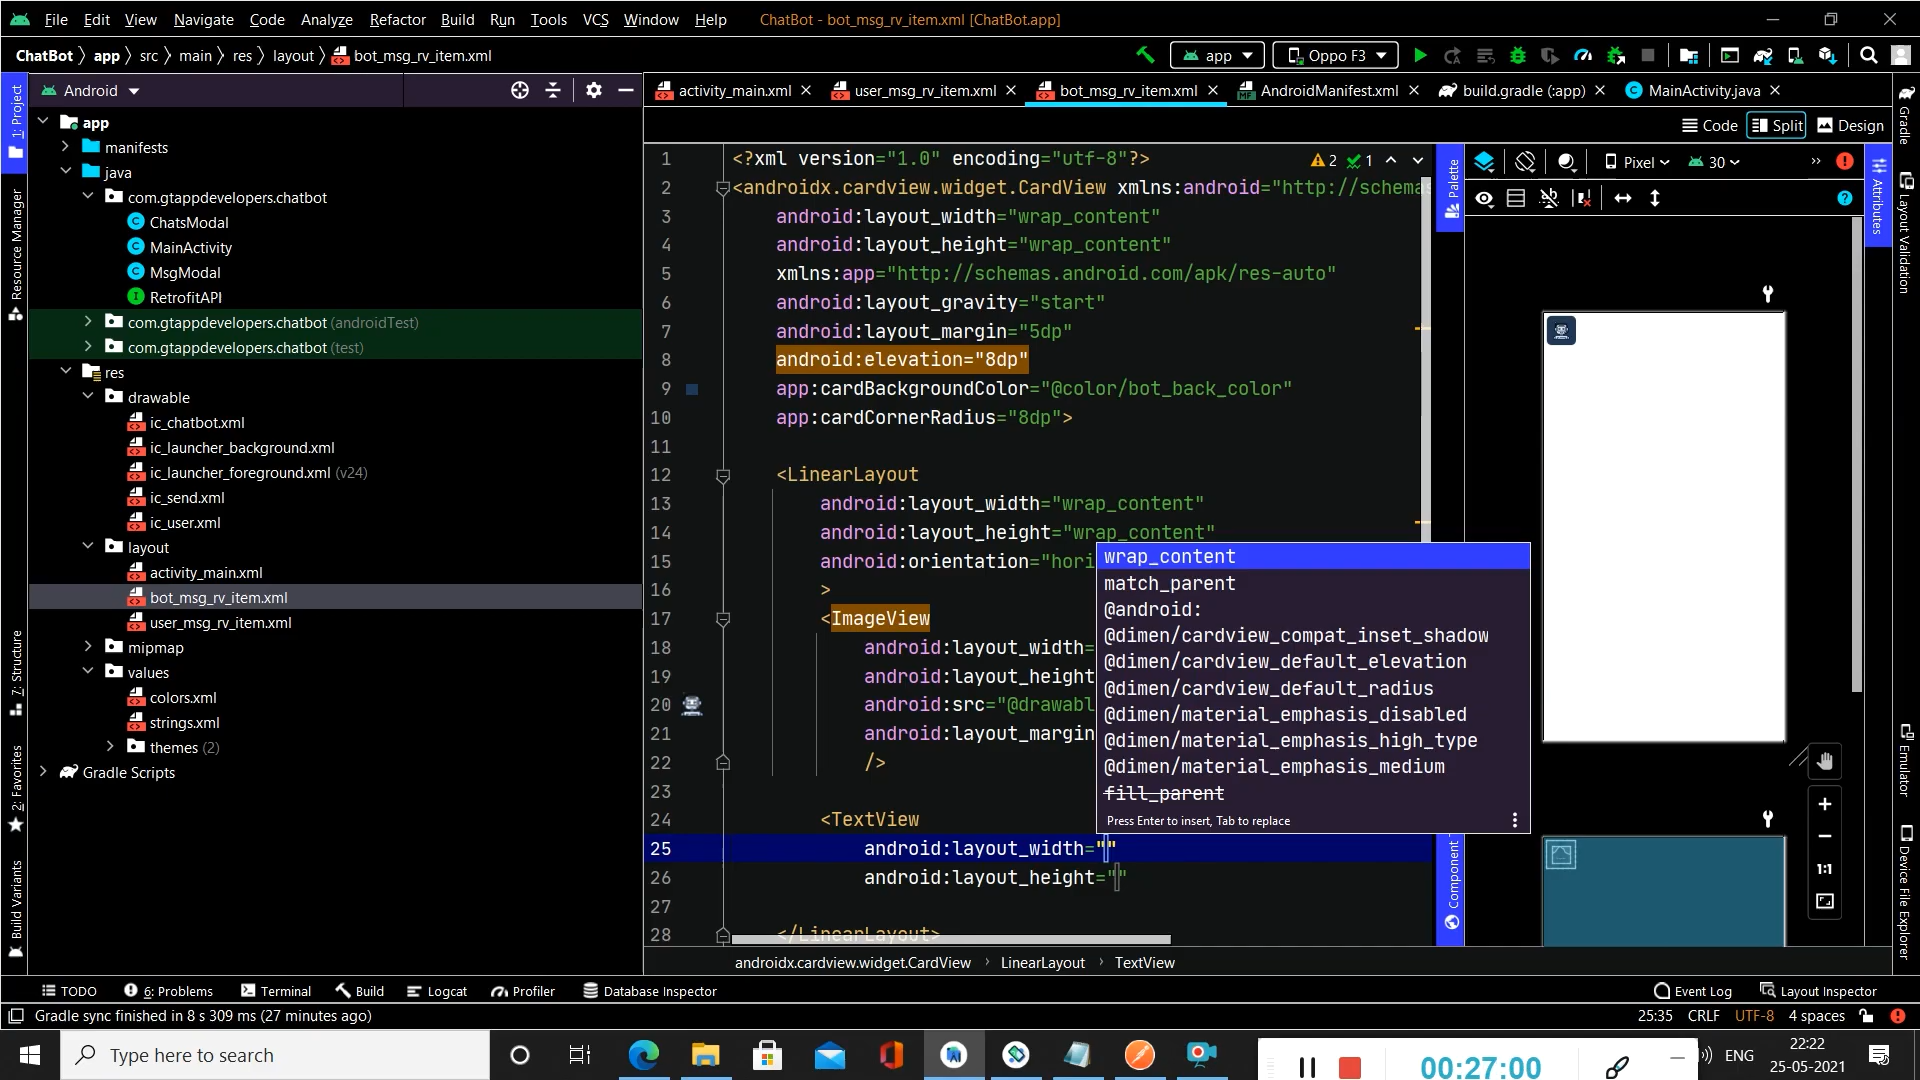 File Edit View Navigate Code Analyze Refactor Build Run Tools VCS Window Help ChatBot - bot_msg_rv_item.xml [ChatBot.app]
ChatBot app src main res layout bot_msg_rv_item.xml app Oppo F3
Android
activity_main.xml user_msg_rv_item.xml bot_msg_rv_item.xml AndroidManifest.xml build.gradle (:app) MainActivity.java
Code Split Design
1: Project
Resource Manager
7: Structure
2: Favorites
Build Variants
app
manifests
java
com.gtappdevelopers.chatbot
ChatsModal
MainActivity
MsgModal
RetrofitAPI
com.gtappdevelopers.chatbot (androidTest)
com.gtappdevelopers.chatbot (test)
res
drawable
ic_chatbot.xml
ic_launcher_background.xml
ic_launcher_foreground.xml (v24)
ic_send.xml
ic_user.xml
layout
activity_main.xml
bot_msg_rv_item.xml
user_msg_rv_item.xml
mipmap
values
colors.xml
strings.xml
themes (2)
Gradle Scripts
1 <?xml version="1.0" encoding="utf-8"?> 2 1
2 <androidx.cardview.widget.CardView xmlns:android="http://schemas
3 android:layout_width="wrap_content"
4 android:layout_height="wrap_content"
5 xmlns:app="http://schemas.android.com/apk/res-auto"
6 android:layout_gravity="start"
7 android:layout_margin="5dp"
8 android:elevation="8dp"
9 app:cardBackgroundColor="@color/bot_back_color"
10 app:cardCornerRadius="8dp">
11
12 <LinearLayout
13 android:layout_width="wrap_content"
14 android:layout_height="wrap_content"
15 android:orientation="hori
16 >
17 <ImageView
18 android:layout_width=
19 android:layout_height
20 android:src="@drawabl
21 android:layout_margin
22 />
23
24 <TextView
25 android:layout_width=""
26 android:layout_height=""
27
28 </LinearLayout>
wrap_content
match_parent
@android:
@dimen/cardview_compat_inset_shadow
@dimen/cardview_default_elevation
@dimen/cardview_default_radius
@dimen/material_emphasis_disabled
@dimen/material_emphasis_high_type
@dimen/material_emphasis_medium
fill_parent
Press Enter to insert, Tab to replace
Palette
Component
Pixel 30
1:1
Attributes
Gradle
Layout Validation
Emulator
Device File Explorer
androidx.cardview.widget.CardView LinearLayout TextView
TODO 6: Problems Terminal Build Logcat Profiler Database Inspector Event Log Layout Inspector
Gradle sync finished in 8 s 309 ms (27 minutes ago) 25:35 CRLF UTF-8 4 spaces
Type here to search
00:27:00
ENG
22:22
25-05-2021